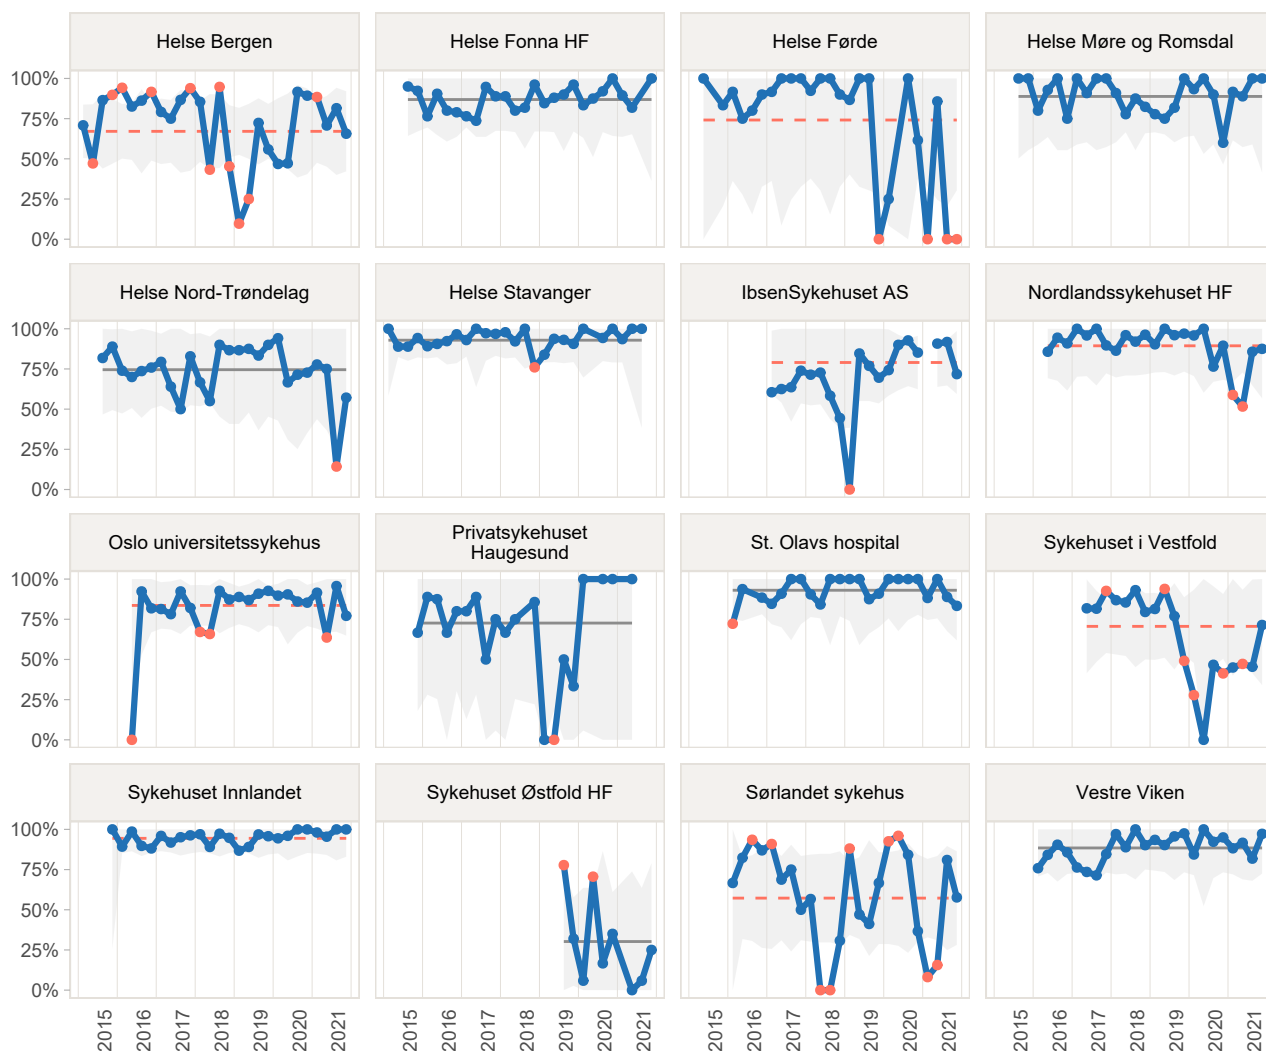 Helse Bergen
Helse Fonna HF
Helse Førde
Helse Møre og Romsdal
100%
75%
50%
25%
0%
Helse Nord-Trøndelag
Helse Stavanger
IbsenSykehuset AS
Nordlandssykehuset HF
100%
75%
50%
25%
0%
Oslo universitetssykehus
Privatsykehuset
Haugesund
St. Olavs hospital
Sykehuset i Vestfold
100%
75%
50%
25%
0%
Sykehuset Innlandet
Sykehuset Østfold HF
Sørlandet sykehus
Vestre Viken
100%
75%
50%
25%
0%
2015 2016 2017 2018 2019 2020 2021
2015 2016 2017 2018 2019 2020 2021
2015 2016 2017 2018 2019 2020 2021
2015 2016 2017 2018 2019 2020 2021